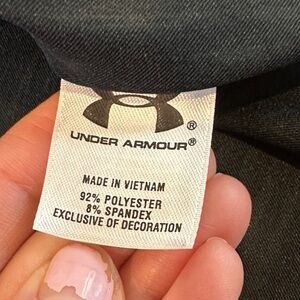 ®
UNDER ARMOUR®
MADE IN VIETNAM
92% POLYESTER
8% SPANDEX
EXCLUSIVE OF DECORATION